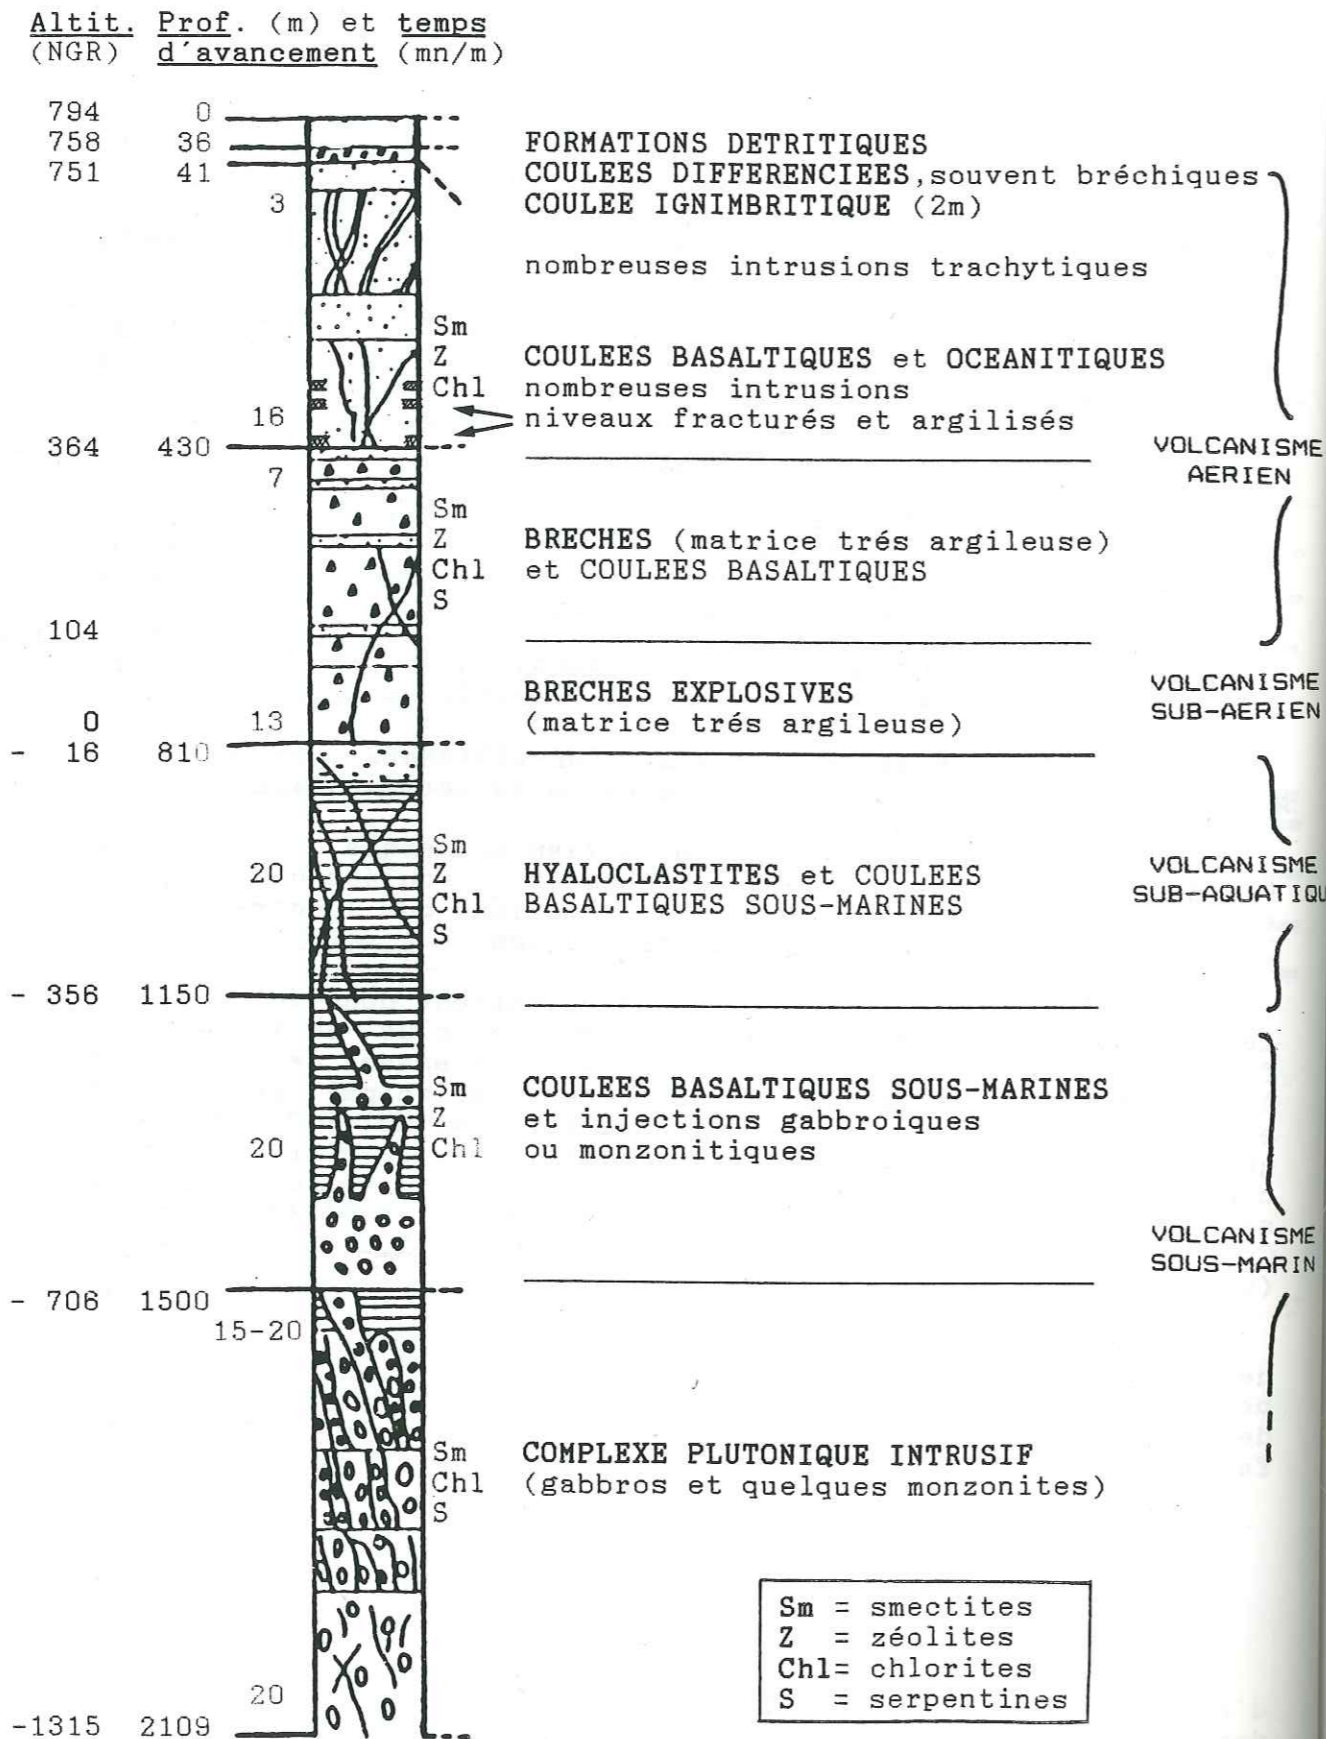 Altit. Prof. (m) et temps
(NGR) d'avancement (mn/m)
794 0
758 36 FORMATIONS DETRITIQUES
751 41 COULEES DIFFERENCIEES, souvent bréchiques
3 COULEE IGNIMBRITIQUE (2m)
nombreuses intrusions trachytiques
Sm
Z COULEES BASALTIQUES et OCEANITIQUES
Chl nombreuses intrusions
16 niveaux fracturés et argilisés
364 430 VOLCANISME
7 AERIEN
Sm
Z BRECHES (matrice trés argileuse)
Chl et COULEES BASALTIQUES
S
104
BRECHES EXPLOSIVES VOLCANISME
0 13 (matrice trés argileuse) SUB-AERIEN
- 16 810
Sm
20 Z HYALOCLASTITES et COULEES VOLCANISME
Chl BASALTIQUES SOUS-MARINES SUB-AQUATIQU
S
- 356 1150
Sm COULEES BASALTIQUES SOUS-MARINES
Z et injections gabbroiques
20 Chl ou monzonitiques
VOLCANISME
SOUS-MARIN
- 706 1500
15-20
Sm COMPLEXE PLUTONIQUE INTRUSIF
Chl (gabbros et quelques monzonites)
S
Sm = smectites
Z = zéolites
Chl= chlorites
20 S = serpentines
-1315 2109